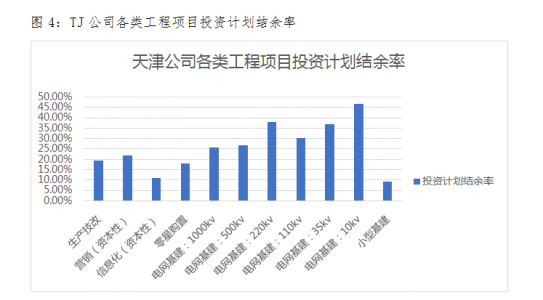 图 4：TJ 公司各类工程项目投资计划结余率
天津公司各类工程项目投资计划结余率
50.00%
45.00%
40.00%
35.00%
30.00%
25.00%
20.00%
15.00%
10.00%
5.00%
0.00%
投资计划结余率
生产技改
营销（资本性）
信息化（资本性）
零星购置
电网基建：1000kv
电网基建：500kv
电网基建：220kv
电网基建：110kv
电网基建：35kv
电网基建：10kv
小型基建